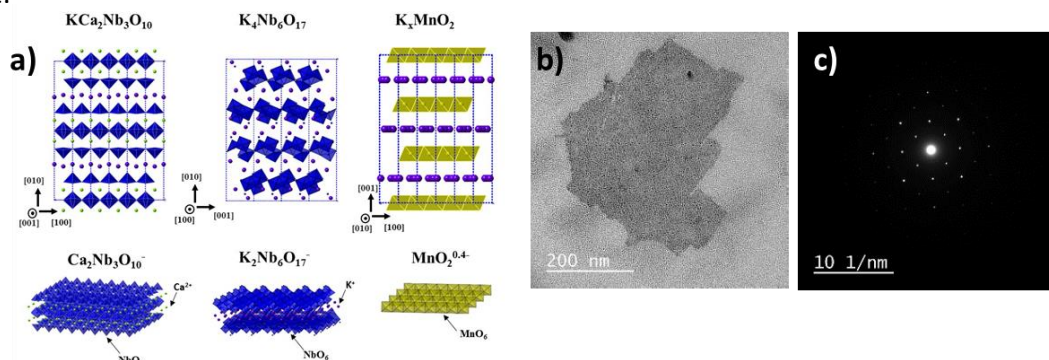 a)
KCa₂Nb₃O₁₀
K₄Nb₆O₁₇
KₓMnO₂
[010]
[001] [100]
[010]
[100] [001]
[001]
[010] [100]
Ca₂Nb₃O₁₀⁻
K₂Nb₆O₁₇⁻
MnO₂⁰·⁴⁻
Ca²⁺
K⁺
NbO₆
MnO₆
b)
200 nm
c)
10 1/nm